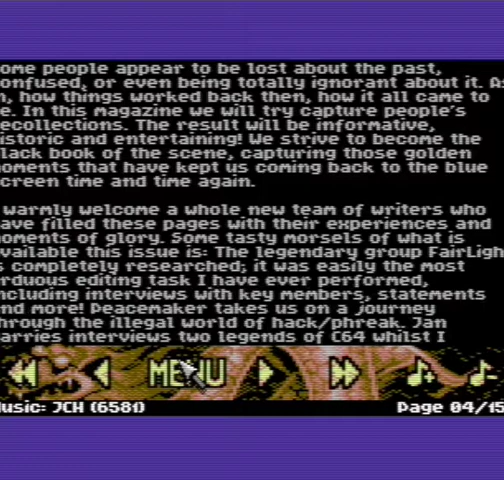 ome people appear to be lost about the past,
onfused, or even being totally ignorant about it. As
n, how things worked back then, how it all came to
e. In this magazine we will try capture people's
ecollections. The result will be informative,
istoric and entertaining! We strive to become the
lack book of the scene, capturing those golden
oments that have kept us coming back to the blue
creen time and time again.
warmly welcome a whole new team of writers who
ave filled these pages with their experiences and
oments of glory. Some tasty morsels of what is
vailable this issue is: The legendary group FairLigh
s completely researched; it was easily the most
rduous editing task I have ever performed,
ncluding interviews with key members, statements
nd more! Peacemaker takes us on a journey
hrough the illegal world of hack/phreak. Jan
arries interviews two legends of C64 whilst I
MENU
usic: JCH (6581)
Page 04/15